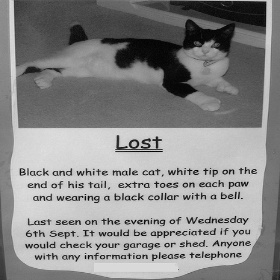 Lost
Black and white male cat, white tip on the
end of his tail, extra toes on each paw
and wearing a black collar with a bell.
Last seen on the evening of Wednesday
6th Sept. It would be appreciated if you
would check your garage or shed. Anyone
with any information please telephone